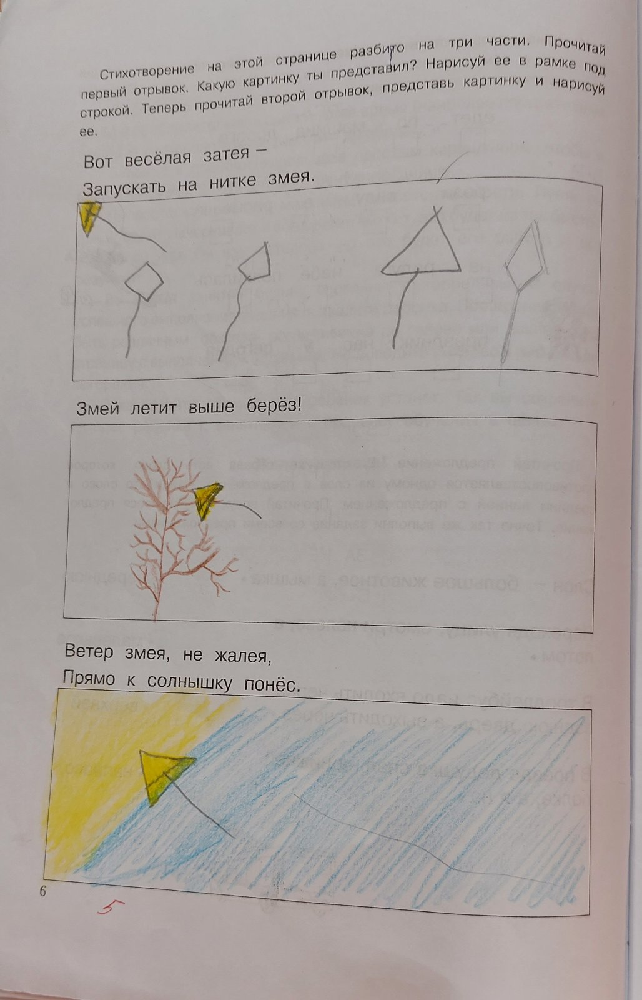 Стихотворение на этой странице разбито на три части. Прочитай
первый отрывок. Какую картинку ты представил? Нарисуй ее в рамке под
строкой. Теперь прочитай второй отрывок, представь картинку и нарисуй
ее.
Вот весёлая затея –
Запускать на нитке змея.
Змей летит выше берёз!
Ветер змея, не жалея,
Прямо к солнышку понёс.
6
5